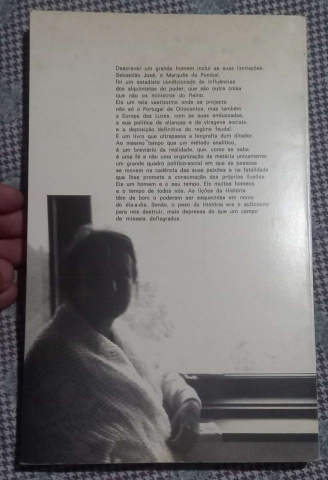 Descrever um grande homem inclui se suas limitações.
Sebastião José, o Marquês de Pombal,
foi um estadista condicionado às influências
dos alquimistas do poder, que são outra coisa
que não os ministros do Reino.
Eis um tela vastíssima onde se projecta
não só o Portugal de Oitocentos, mas também
a Europa das Luzes, com as suas embaixadas,
a sua política de alianças e de viragens sociais
e a deposição definitiva do regime feudal.
É um livro que ultrapassa a biografia dum ditador.
Ao mesmo tempo que um método analítico,
é um breviário da realidade, que, como se sabe,
é uma fé e não uma organização da matéria unicamente.
um grande quadro político-social em que as pessoas
se movem na cadência das suas paixões e na fatalidade
que lhes promete a consumação das próprias ilusões.
Eis um homem e o seu tempo. Eis muitos homens
e o tempo de todos nós. As lições da História
têm de bom o poderem ser esquecidas em nome
do dia-a-dia. Senão, o peso da História era o suficiente
para nos destruir, mais depressa do que um campo
de mísseis deflagrados.